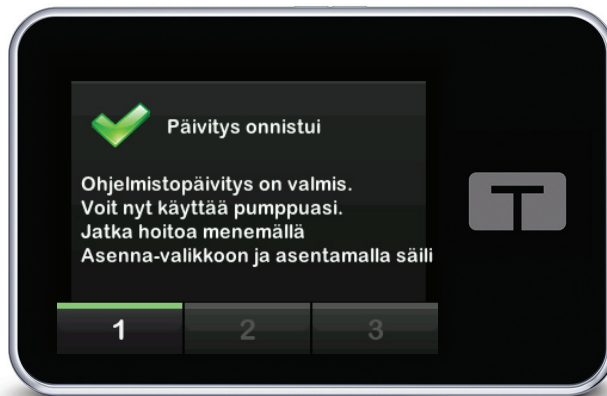 Päivitys onnistui
Ohjelmistopäivitys on valmis.
Voit nyt käyttää pumppuasi.
Jatka hoitoa menemällä
Asenna-valikkoon ja asentamalla säili
1 2 3
T